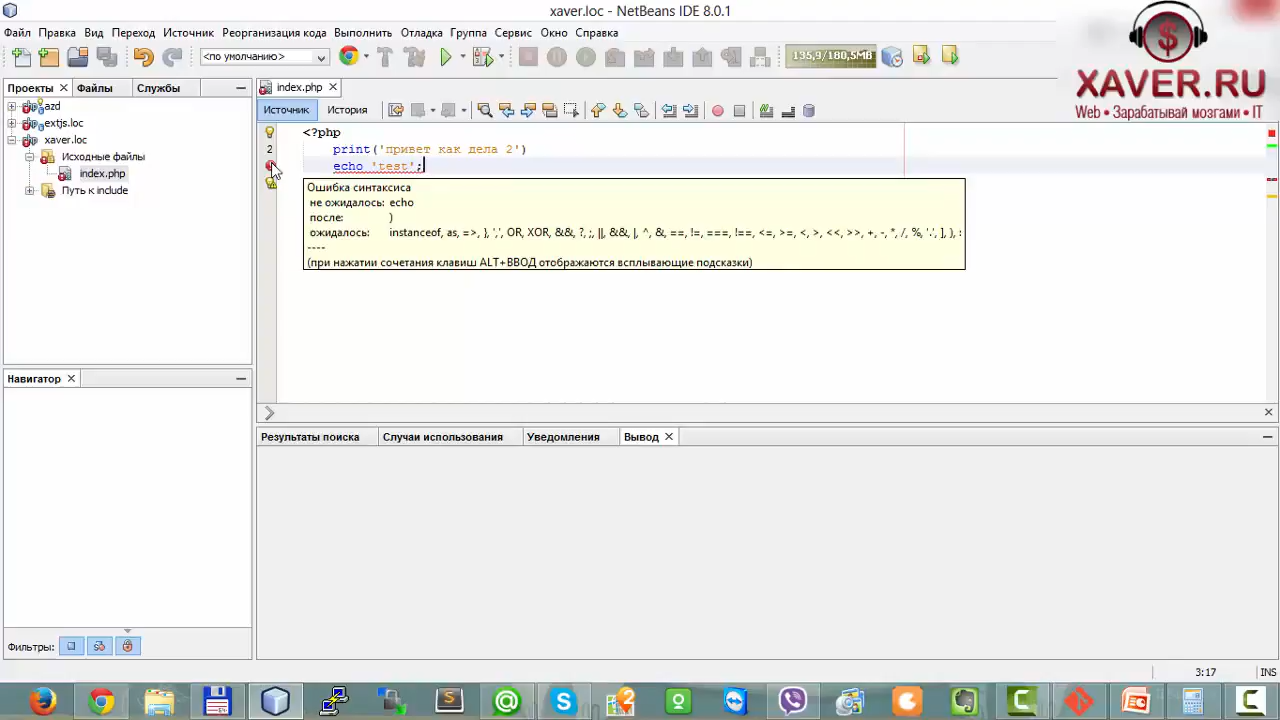 xaver.loc - NetBeans IDE 8.0.1
Файл Правка Вид Переход Источник Реорганизация кода Выполнить Отладка Группа Сервис Окно Справка
<по умолчанию> 135,9/180,5MB
$
XAVER.RU
Web • Зарабатывай мозгами • IT
Проекты Файлы Службы
index.php
azd
extjs.loc
xaver.loc
Исходные файлы
index.php
Путь к include
Источник История
<?php
2 print('привет как дела 2')
echo 'test';
Ошибка синтаксиса
не ожидалось: echo
после: )
ожидалось: instanceof, as, =>, }, ',', OR, XOR, &&, ?, ;, ||, &&, |, ^, &, ==, !=, ===, !==, <=, >=, <, >, <<, >>, +, -, *, /, %, '.', ], ), :
----
(при нажатии сочетания клавиш ALT+ВВОД отображаются всплывающие подсказки)
Навигатор
Результаты поиска Случаи использования Уведомления Вывод
Фильтры:
3:17 INS